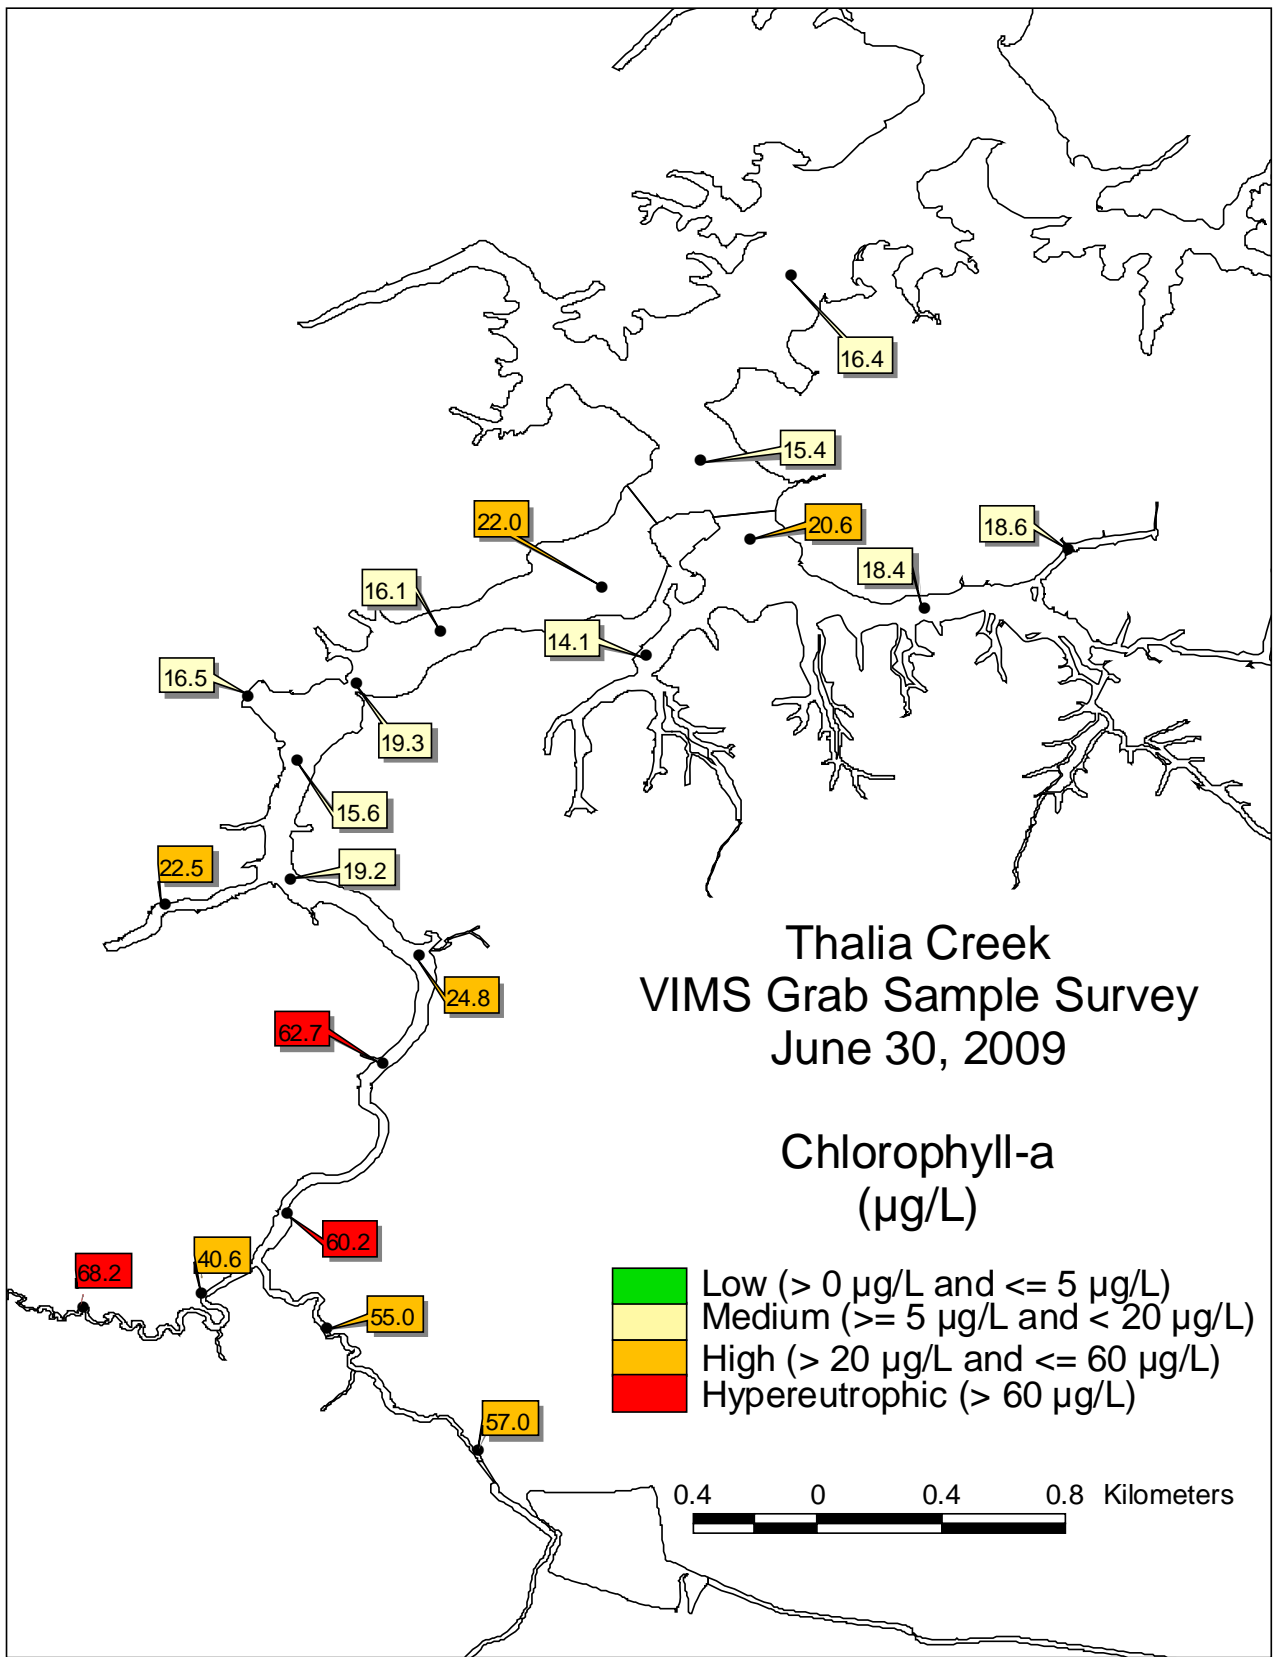 16.4
15.4
22.0
20.6
18.6
18.4
16.1
14.1
16.5
19.3
15.6
22.5
19.2
24.8
62.7
60.2
40.6
68.2
55.0
57.0
Thalia Creek
VIMS Grab Sample Survey
June 30, 2009
Chlorophyll-a
(µg/L)
Low (> 0 µg/L and <= 5 µg/L)
Medium (>= 5 µg/L and < 20 µg/L)
High (> 20 µg/L and <= 60 µg/L)
Hypereutrophic (> 60 µg/L)
0.4 0 0.4 0.8 Kilometers